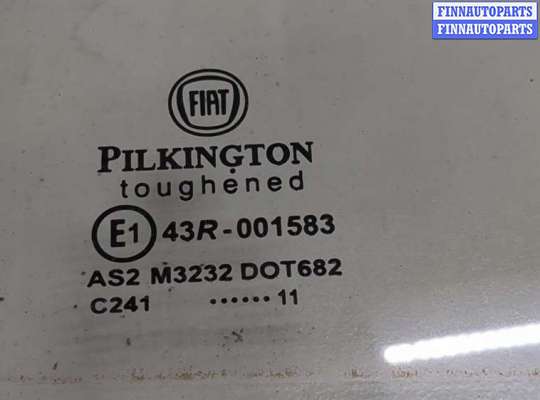 FINNAUTOPARTS
FINNAUTOPARTS
FIAT
PILKINGTON
toughened
E1 43R-001583
AS2 M3232 DOT682
C241 ...... 11